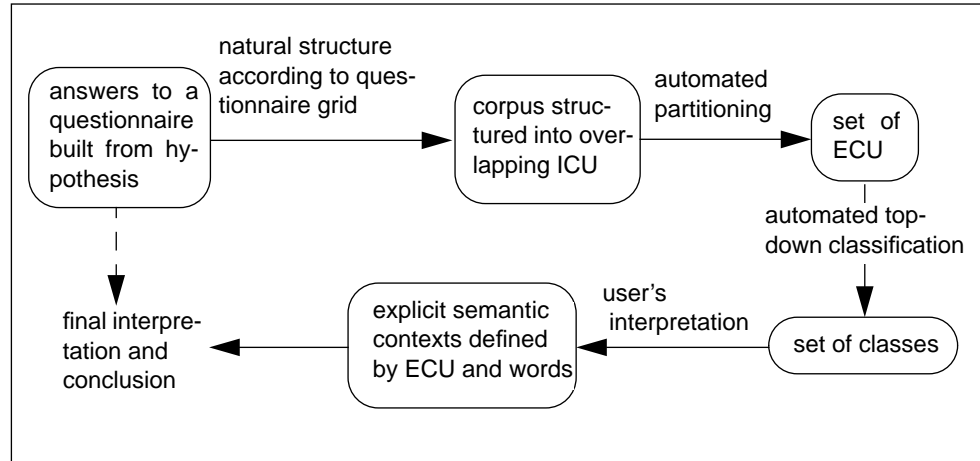 answers to a
questionnaire
built from hy-
pothesis
natural structure
according to ques-
tionnaire grid
corpus struc-
tured into over-
lapping ICU
automated
partitioning
set of
ECU
automated top-
down classification
set of classes
user's
interpretation
explicit semantic
contexts defined
by ECU and words
final interpre-
tation and
conclusion